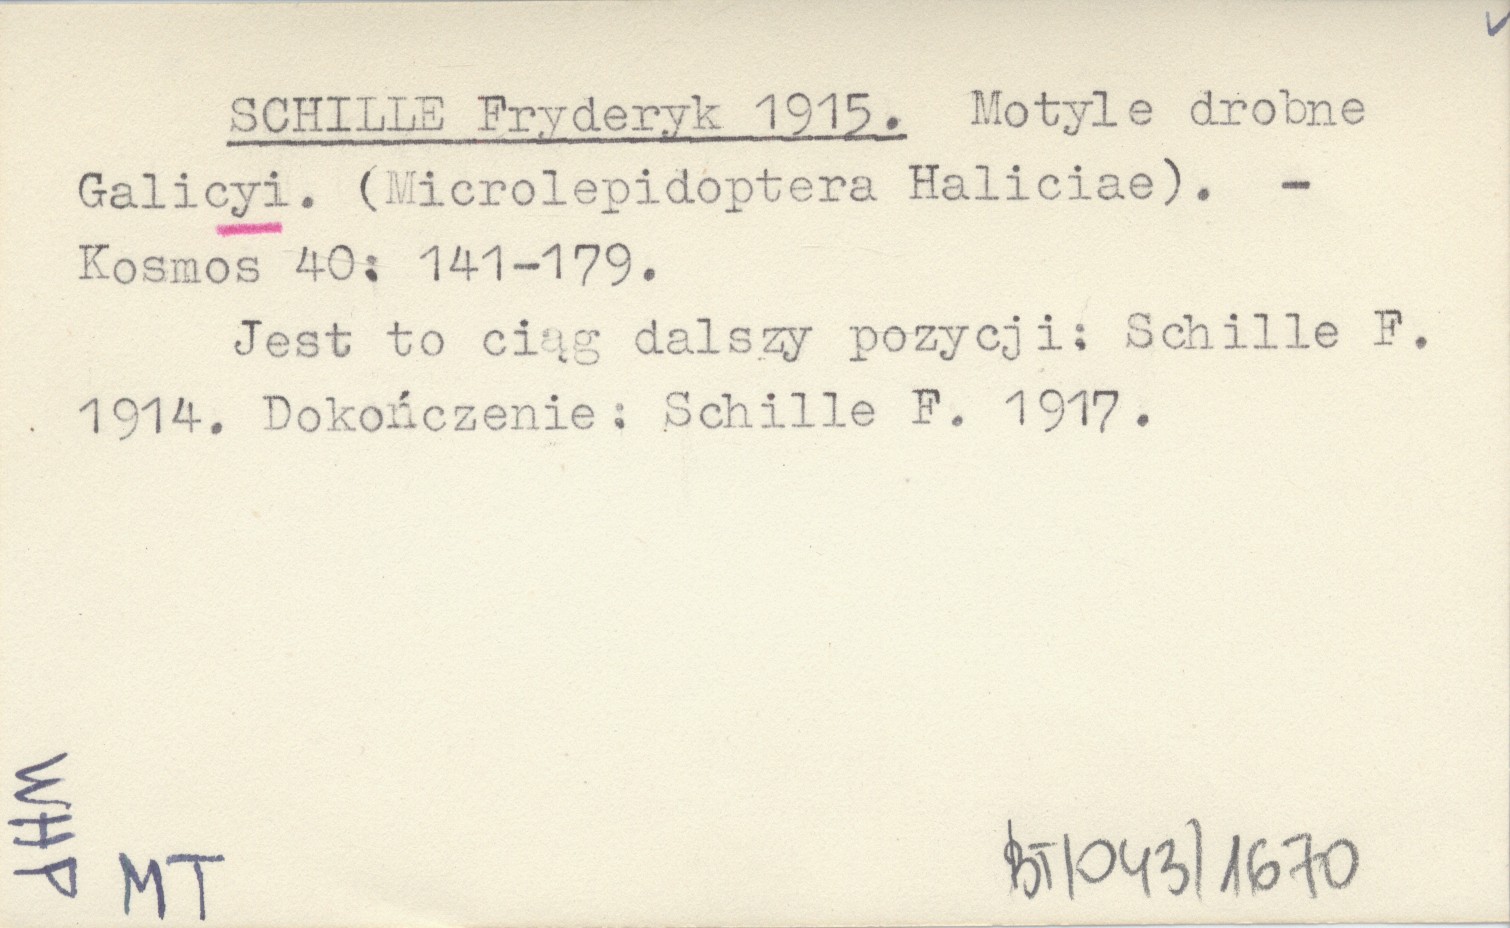 SCHILLE Fryderyk 1915. Motyle drobne
Galicyi. (Microlepidoptera Haliciae). -
Kosmos 40: 141-179.
Jest to ciąg dalszy pozycji: Schille F.
1914. Dokończenie: Schille F. 1917.
WHP
MT
BT/043/1670